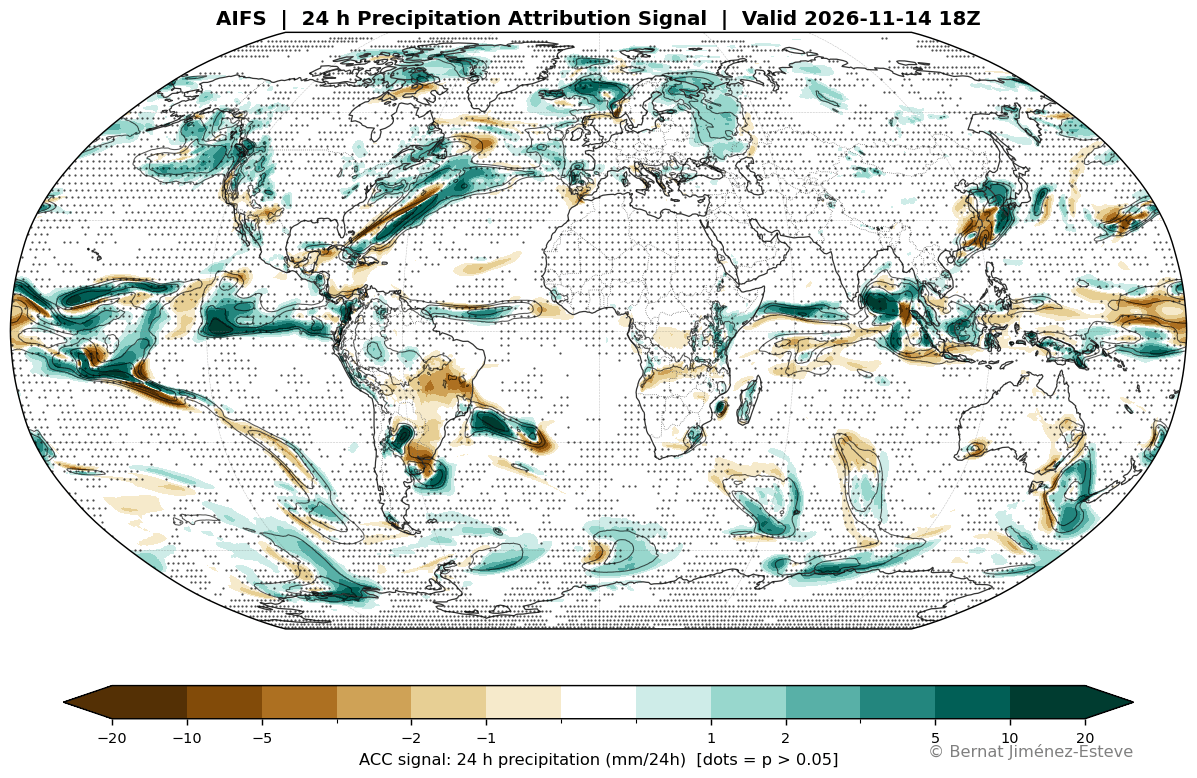 AIFS | 24 h Precipitation Attribution Signal | Valid 2026-11-14 18Z
−20 −10 −5 −2 −1 1 2 5 10 20
© Bernat Jiménez-Esteve
ACC signal: 24 h precipitation (mm/24h) [dots = p > 0.05]